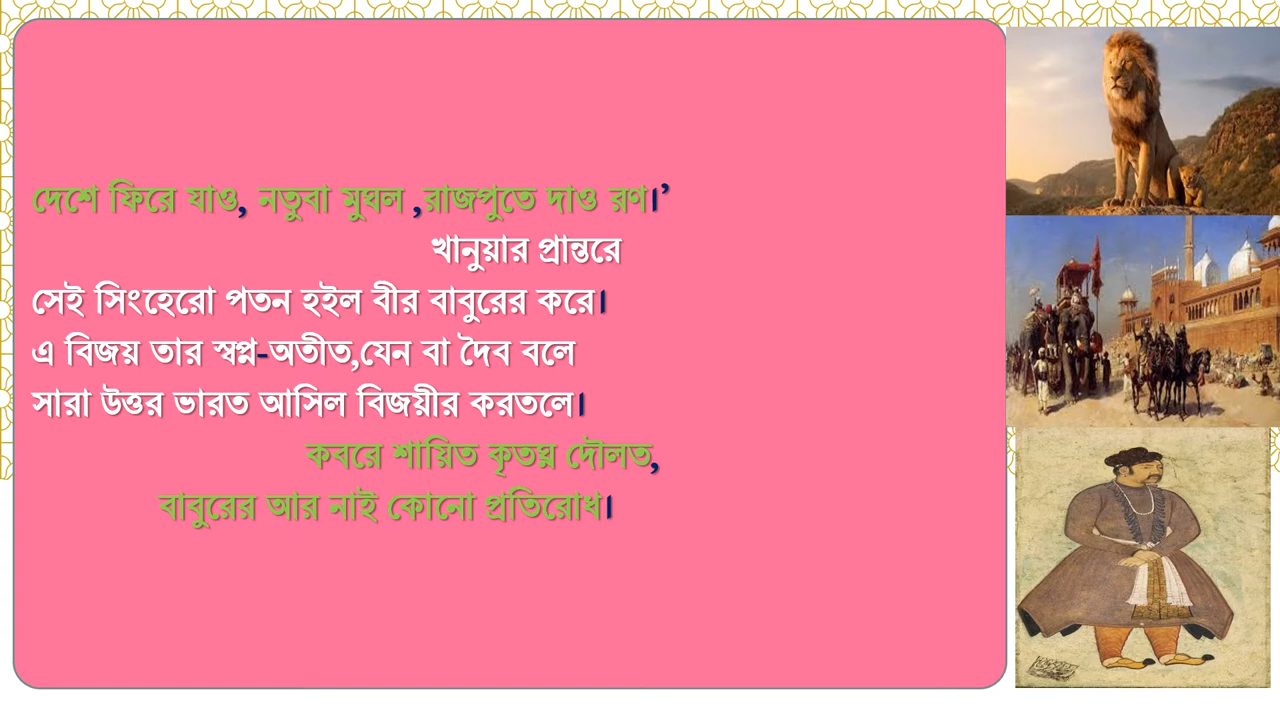 দেশে ফিরে যাও, নতুবা মুঘল ,রাজপুতে দাও রণ।’
খানুয়ার প্রান্তরে
সেই সিংহেরো পতন হইল বীর বাবুরের করে।
এ বিজয় তার স্বপ্ন-অতীত,যেন বা দৈব বলে
সারা উত্তর ভারত আসিল বিজয়ীর করতলে।
কবরে শায়িত কৃতঘ্ন দৌলত,
বাবুরের আর নাই কোনো প্রতিরোধ।